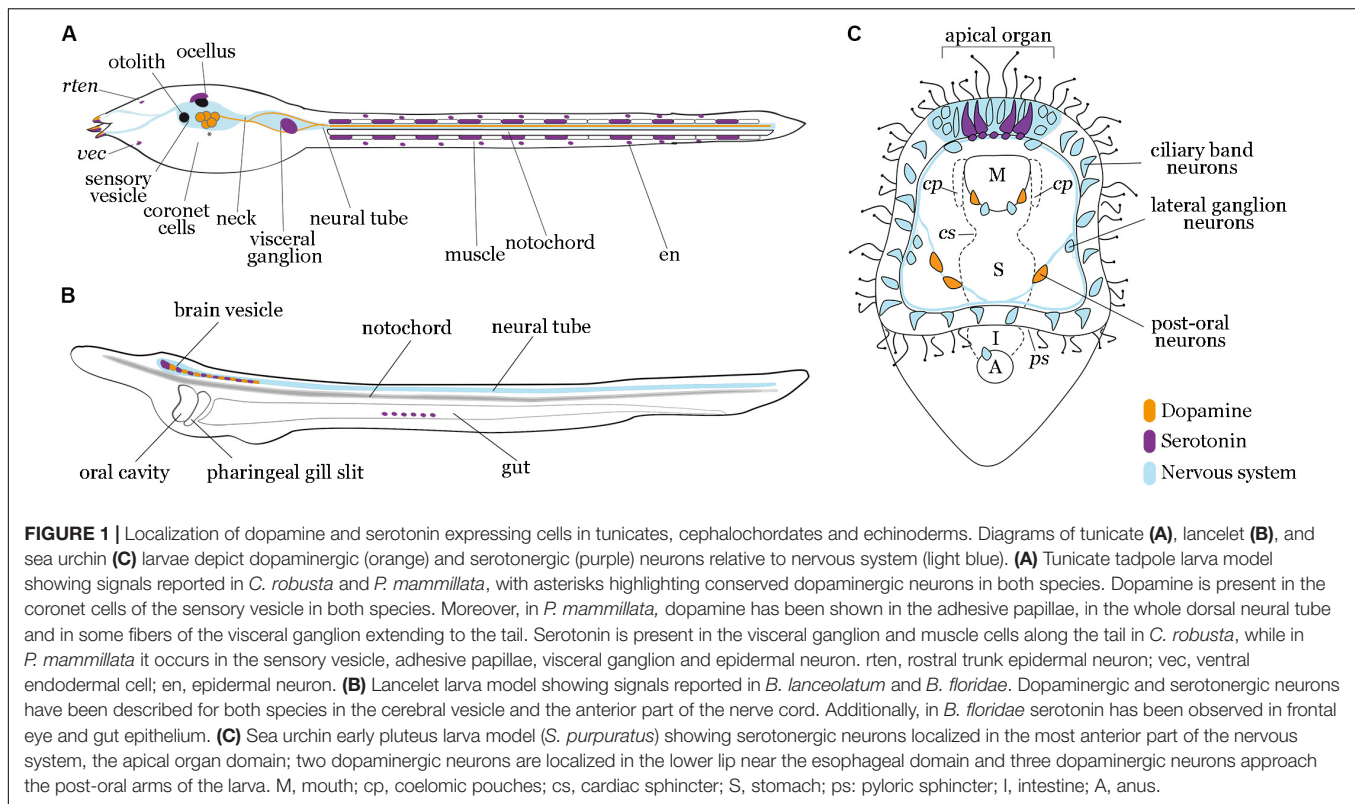 A
ocellus
otolith
rten
vec
sensory
vesicle
coronet
cells
neck
visceral
ganglion
neural tube
muscle
notochord
en
*
B
brain vesicle
notochord
neural tube
oral cavity
pharingeal gill slit
gut
C
apical organ
M
cp
cp
cs
S
I
ps
A
ciliary band
neurons
lateral ganglion
neurons
post-oral
neurons
Dopamine
Serotonin
Nervous system
FIGURE 1 | Localization of dopamine and serotonin expressing cells in tunicates, cephalochordates and echinoderms. Diagrams of tunicate (A), lancelet (B), and
sea urchin (C) larvae depict dopaminergic (orange) and serotonergic (purple) neurons relative to nervous system (light blue). (A) Tunicate tadpole larva model
showing signals reported in C. robusta and P. mammillata, with asterisks highlighting conserved dopaminergic neurons in both species. Dopamine is present in the
coronet cells of the sensory vesicle in both species. Moreover, in P. mammillata, dopamine has been shown in the adhesive papillae, in the whole dorsal neural tube
and in some fibers of the visceral ganglion extending to the tail. Serotonin is present in the visceral ganglion and muscle cells along the tail in C. robusta, while in
P. mammillata it occurs in the sensory vesicle, adhesive papillae, visceral ganglion and epidermal neuron. rten, rostral trunk epidermal neuron; vec, ventral
endodermal cell; en, epidermal neuron. (B) Lancelet larva model showing signals reported in B. lanceolatum and B. floridae. Dopaminergic and serotonergic neurons
have been described for both species in the cerebral vesicle and the anterior part of the nerve cord. Additionally, in B. floridae serotonin has been observed in frontal
eye and gut epithelium. (C) Sea urchin early pluteus larva model (S. purpuratus) showing serotonergic neurons localized in the most anterior part of the nervous
system, the apical organ domain; two dopaminergic neurons are localized in the lower lip near the esophageal domain and three dopaminergic neurons approach
the post-oral arms of the larva. M, mouth; cp, coelomic pouches; cs, cardiac sphincter; S, stomach; ps: pyloric sphincter; I, intestine; A, anus.